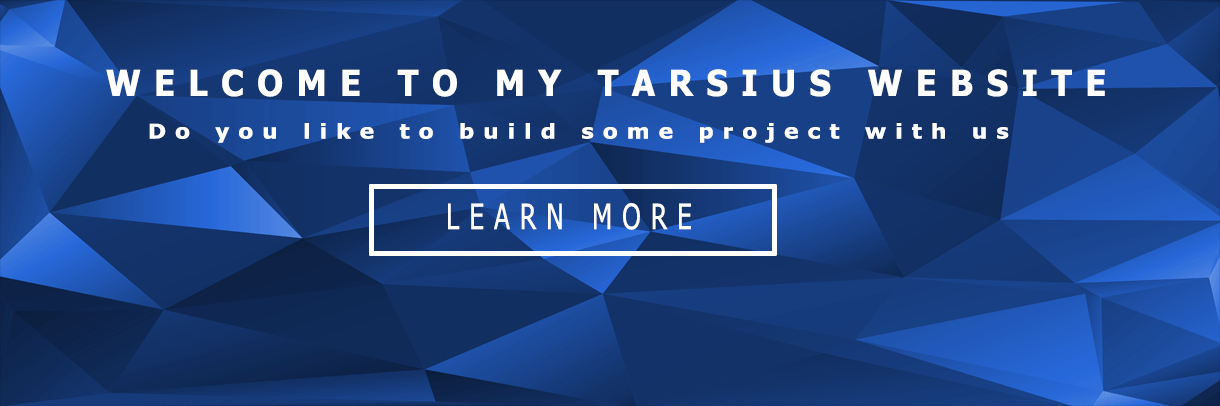 WELCOME TO MY TARSIUS WEBSITE
Do you like to build some project with us
LEARN MORE